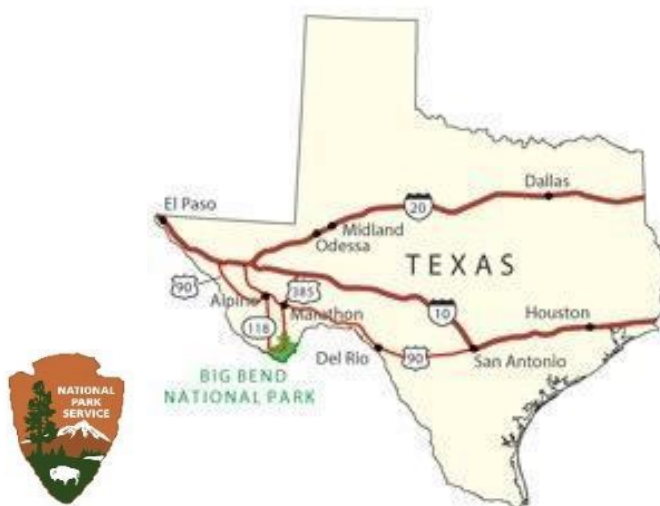 Dallas
El Paso
20
Midland
Odessa
TEXAS
90
385
Alpine
Marathon
118
10
Houston
Del Rio
90
San Antonio
BIG BEND
NATIONAL PARK
NATIONAL
PARK
SERVICE